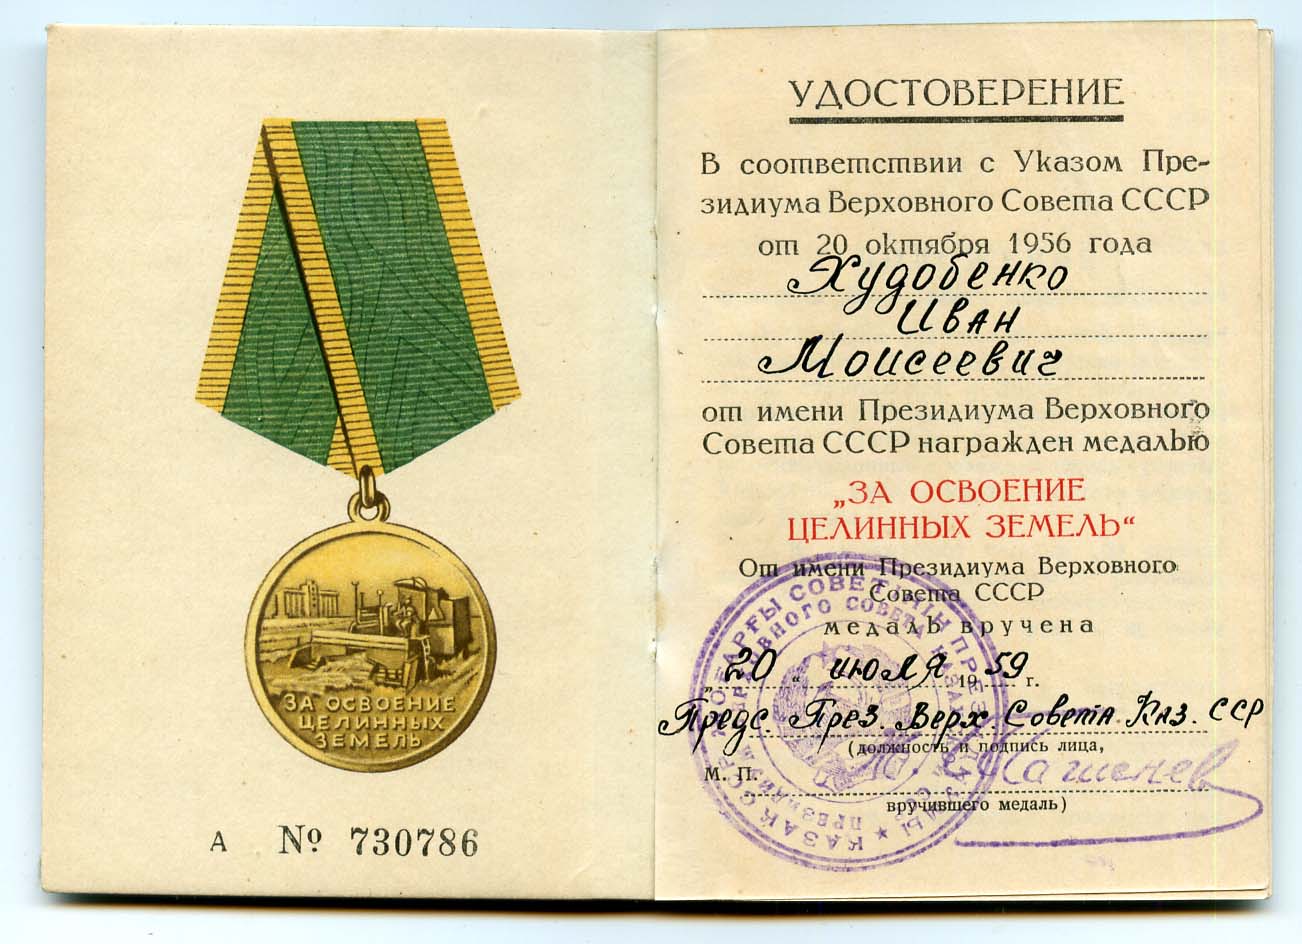 ЗА ОСВОЕНИЕ
ЦЕЛИННЫХ
ЗЕМЕЛЬ
А № 730786
УДОСТОВЕРЕНИЕ
В соответствии с Указом Пре-
зидиума Верховного Совета СССР
от 20 октября 1956 года
Худобенко
Иван
Моисеевич
от имени Президиума Верховного
Совета СССР награжден медалью
„ЗА ОСВОЕНИЕ
ЦЕЛИННЫХ ЗЕМЕЛЬ“
От имени Президиума Верховного
Совета СССР
медаль вручена
„20“ июля 1959 г.
Предс. През. Верх. Совета Каз. ССР
(должность и подпись лица,
М. П.
вручившего медаль)